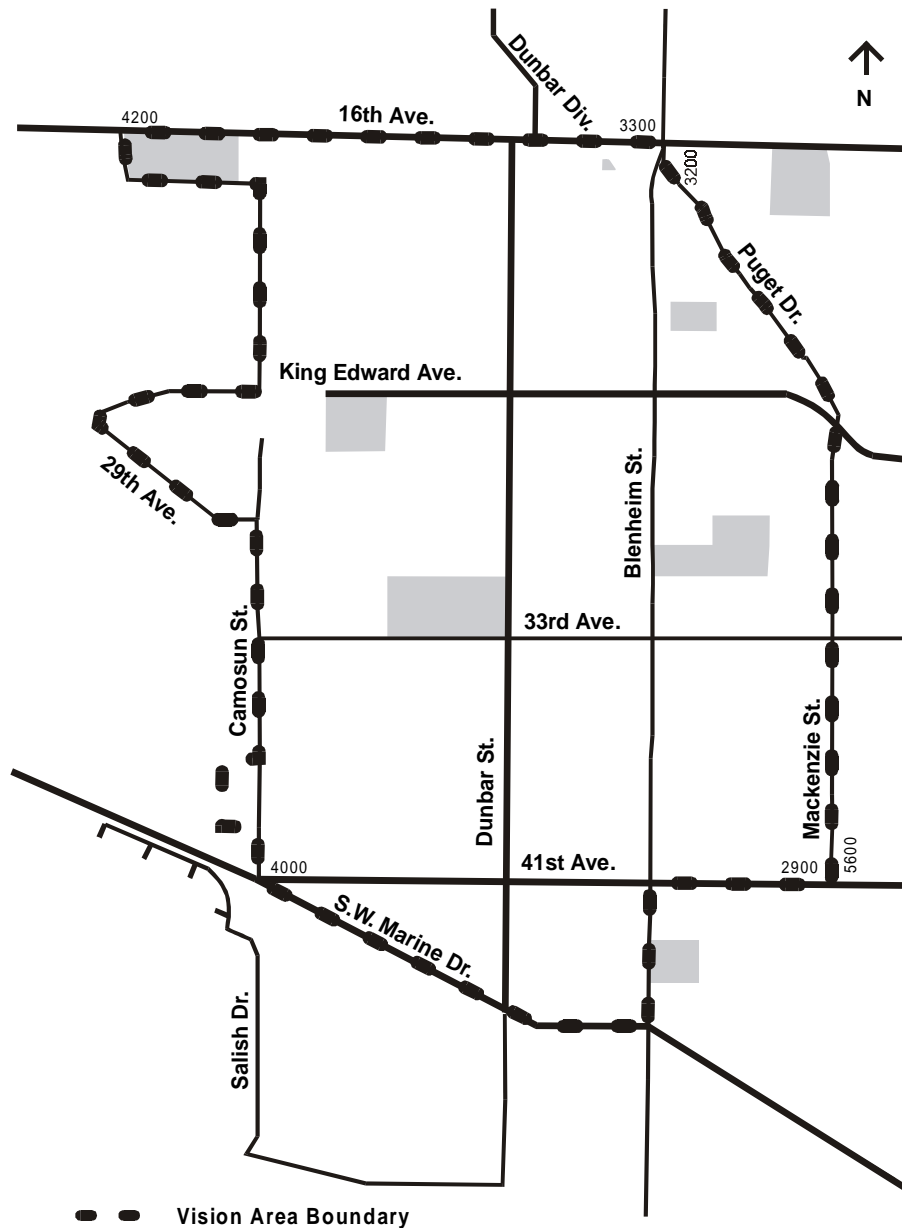 Dunbar Div.
4200
16th Ave.
3300
N
3200
Puget Dr.
King Edward Ave.
29th Ave.
Blenheim St.
33rd Ave.
Camosun St.
Mackenzie St.
Dunbar St.
4000
41st Ave.
2900
5600
S.W. Marine Dr.
Salish Dr.
Vision Area Boundary